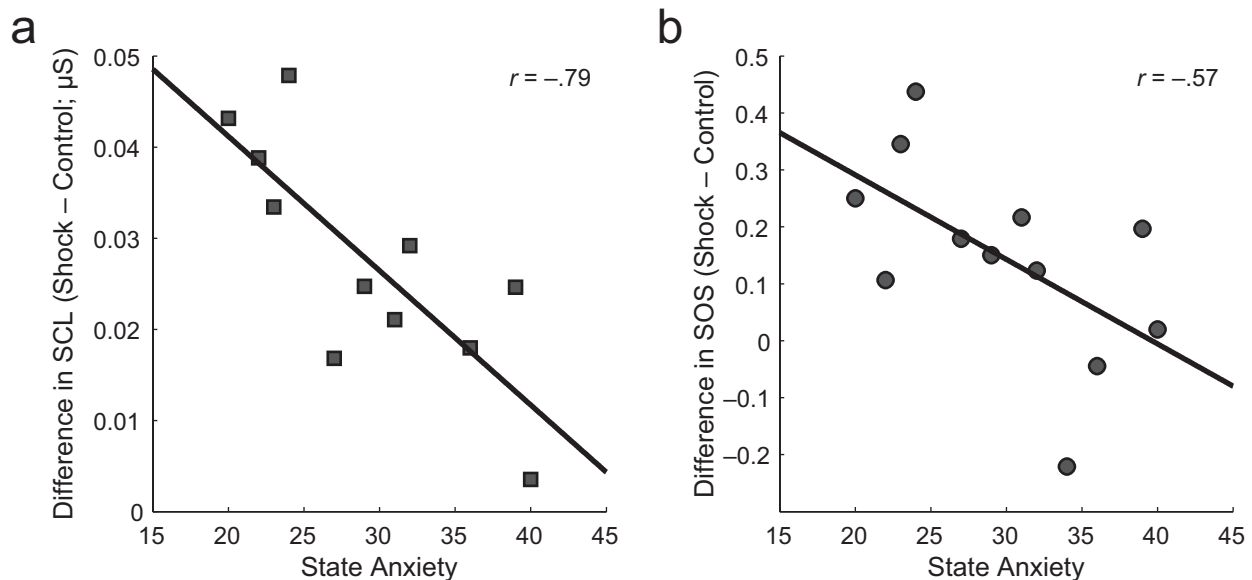 a
Difference in SCL (Shock – Control; µS)
0.05
0.04
0.03
0.02
0.01
0
r = –.79
15 20 25 30 35 40 45
State Anxiety
b
Difference in SOS (Shock – Control)
0.5
0.4
0.3
0.2
0.1
0
–0.1
–0.2
r = –.57
15 20 25 30 35 40 45
State Anxiety